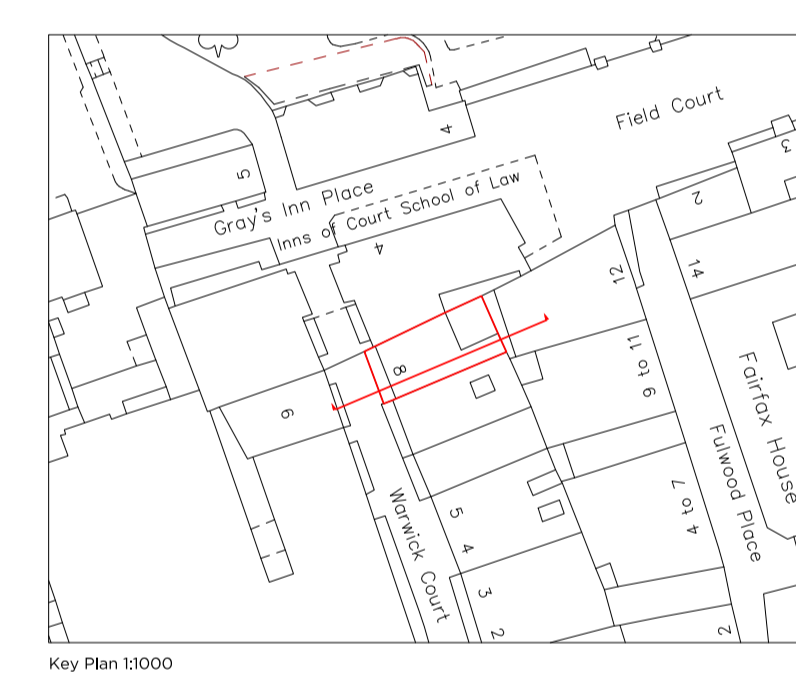 Field Court
4
3
5
Gray's Inn Place
Inns of Court School of Law
4
2
12
14
8
9 to 11
Fairfax House
6
Warwick Court
5
4
3
2
4 to 7
Fulwood Place
2
Key Plan 1:1000